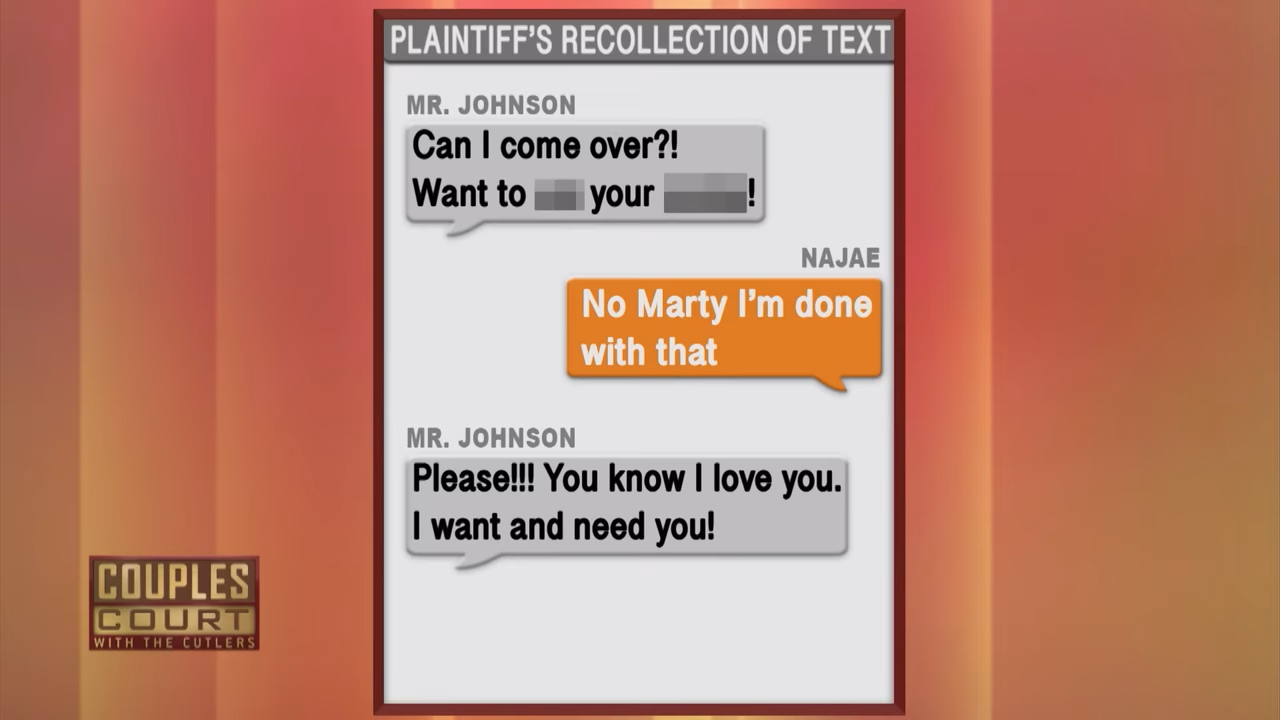 PLAINTIFF'S RECOLLECTION OF TEXT
MR. JOHNSON
Can I come over?!
Want to your !
NAJAE
No Marty I'm done
with that
MR. JOHNSON
Please!!! You know I love you.
I want and need you!
COUPLES
COURT
WITH THE CUTLERS